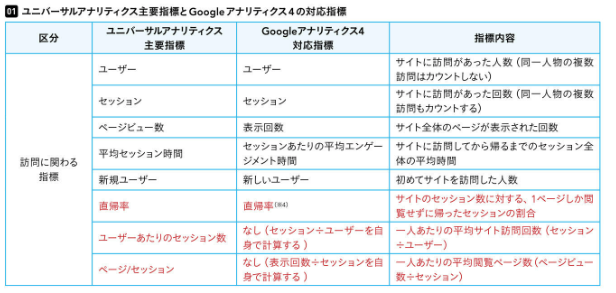 01 ユニバーサルアナリティクス主要指標とGoogleアナリティクス4の対応指標
区分
ユニバーサルアナリティクス
主要指標
Googleアナリティクス4
対応指標
指標内容
訪問に関わる
指標
ユーザー
ユーザー
サイトに訪問があった人数（同一人物の複数
訪問はカウントしない）
セッション
セッション
サイトに訪問があった回数（同一人物の複数
訪問もカウントする）
ページビュー数
表示回数
サイト全体のページが表示された回数
平均セッション時間
セッションあたりの平均エンゲー
ジメント時間
サイトに訪問してから帰るまでのセッション全
体の平均時間
新規ユーザー
新しいユーザー
初めてサイトを訪問した人数
直帰率
直帰率(※4)
サイトのセッション数に対する、1ページしか閲
覧せずに帰ったセッションの割合
ユーザーあたりのセッション数
なし（セッション÷ユーザーを自
身で計算する）
一人あたりの平均サイト訪問回数（セッション
÷ユーザー）
ページ/セッション
なし（表示回数÷セッションを自
身で計算する）
一人あたりの平均閲覧ページ数（ページビュー
数÷セッション）